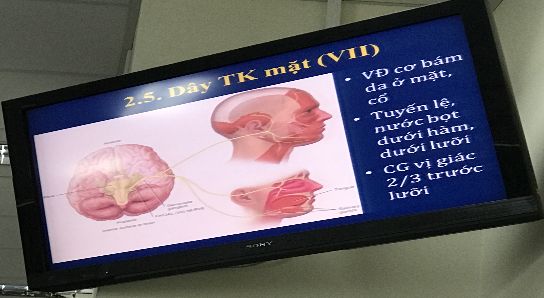 2.5. Dây TK mặt (VII)
• VĐ cơ bám
da ở mặt,
cổ
• Tuyến lệ,
nước bọt
dưới hàm,
dưới lưỡi
• CG vị giác
2/3 trước
lưỡi
SONY